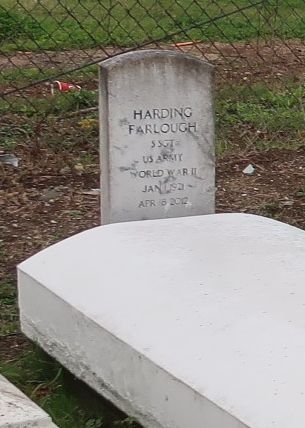 HARDING
FARLOUGH
S SGT
US ARMY
WORLD WAR II
JAN 1921
APR 18 2012